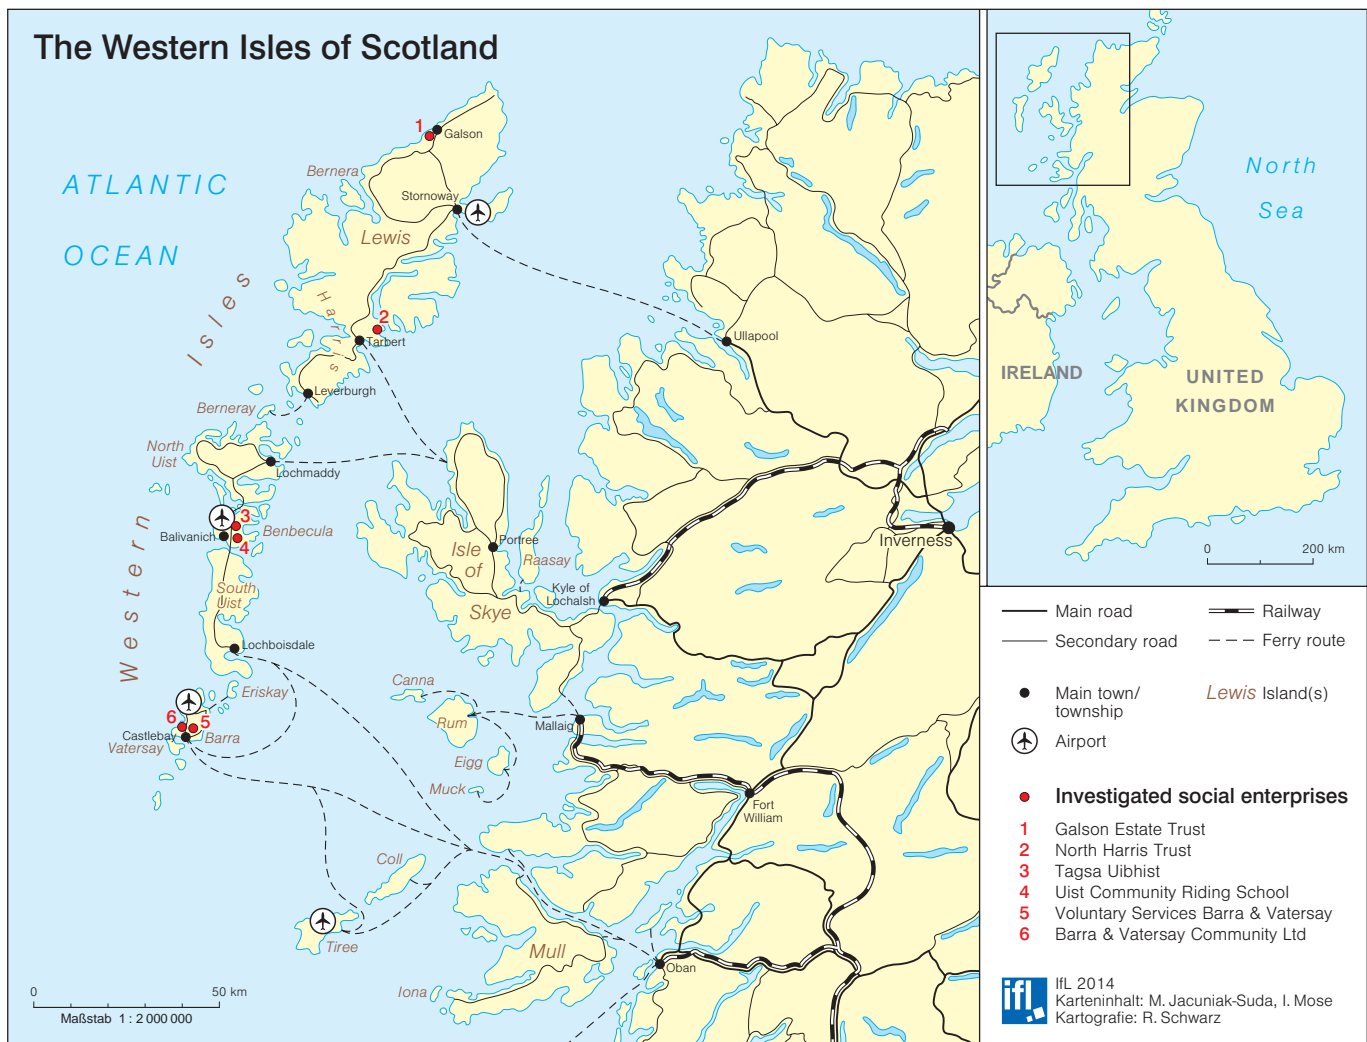 The Western Isles of Scotland
ATLANTIC
OCEAN
Western Isles
1
Galson
Bernera
Stornoway
Lewis
Harris
2
Tarbert
Leverburgh
Berneray
North
Uist
Lochmaddy
3
Balivanich
4
Benbecula
South
Uist
Lochboisdale
Eriskay
6
5
Castlebay
Barra
Vatersay
Ullapool
Portree
Isle
of
Skye
Raasay
Kyle of
Lochalsh
Inverness
Canna
Rum
Mallaig
Eigg
Muck
Fort
William
Coll
Tiree
Mull
Iona
Oban
0 50 km
Maßstab 1 : 2 000 000
North
Sea
IRELAND
UNITED
KINGDOM
0 200 km
Main road
Railway
Secondary road
Ferry route
Main town/
township
Lewis Island(s)
Airport
Investigated social enterprises
1 Galson Estate Trust
2 North Harris Trust
3 Tagsa Uibhist
4 Uist Community Riding School
5 Voluntary Services Barra & Vatersay
6 Barra & Vatersay Community Ltd
ifl
IfL 2014
Karteninhalt: M. Jacuniak-Suda, I. Mose
Kartografie: R. Schwarz